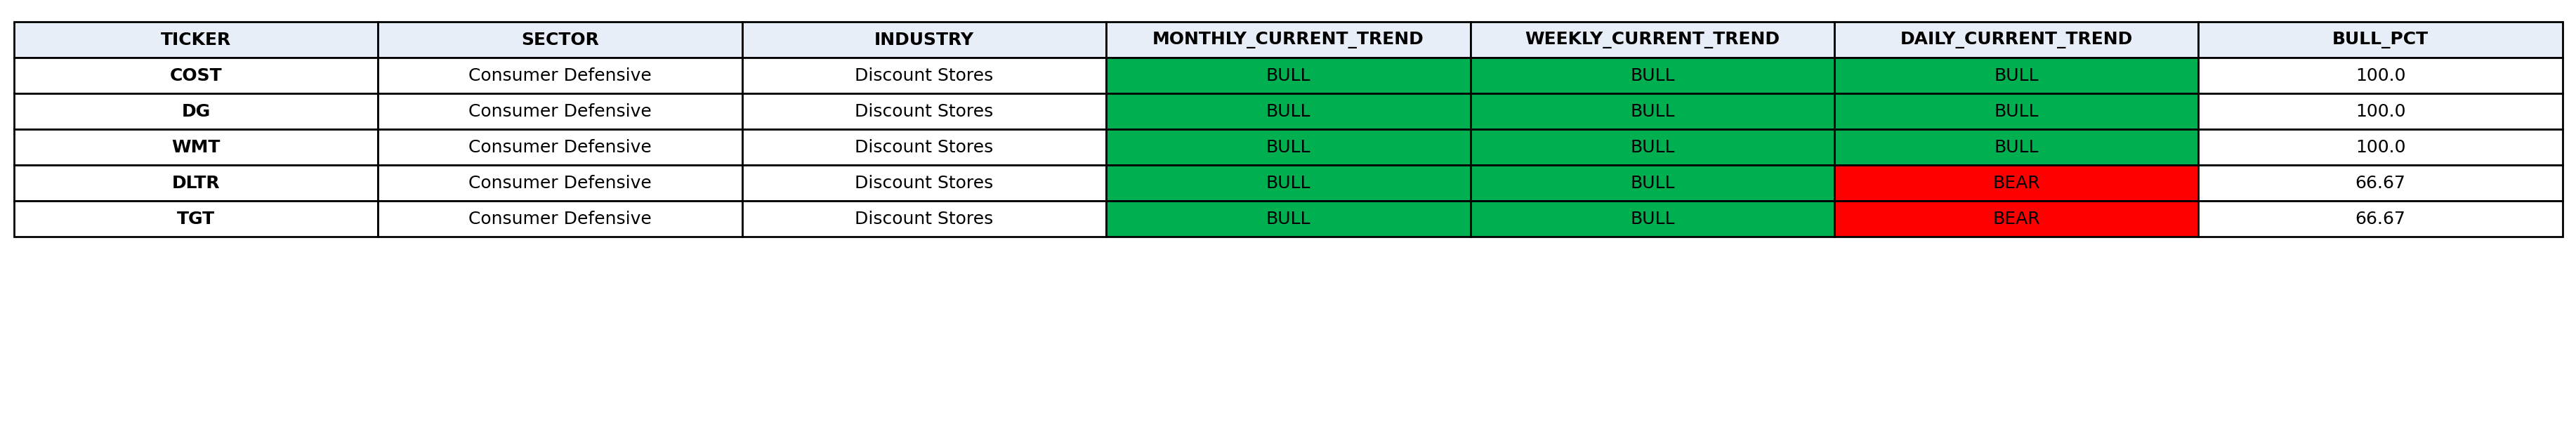 TICKER SECTOR INDUSTRY MONTHLY_CURRENT_TREND WEEKLY_CURRENT_TREND DAILY_CURRENT_TREND BULL_PCT
COST Consumer Defensive Discount Stores BULL BULL BULL 100.0
DG Consumer Defensive Discount Stores BULL BULL BULL 100.0
WMT Consumer Defensive Discount Stores BULL BULL BULL 100.0
DLTR Consumer Defensive Discount Stores BULL BULL BEAR 66.67
TGT Consumer Defensive Discount Stores BULL BULL BEAR 66.67